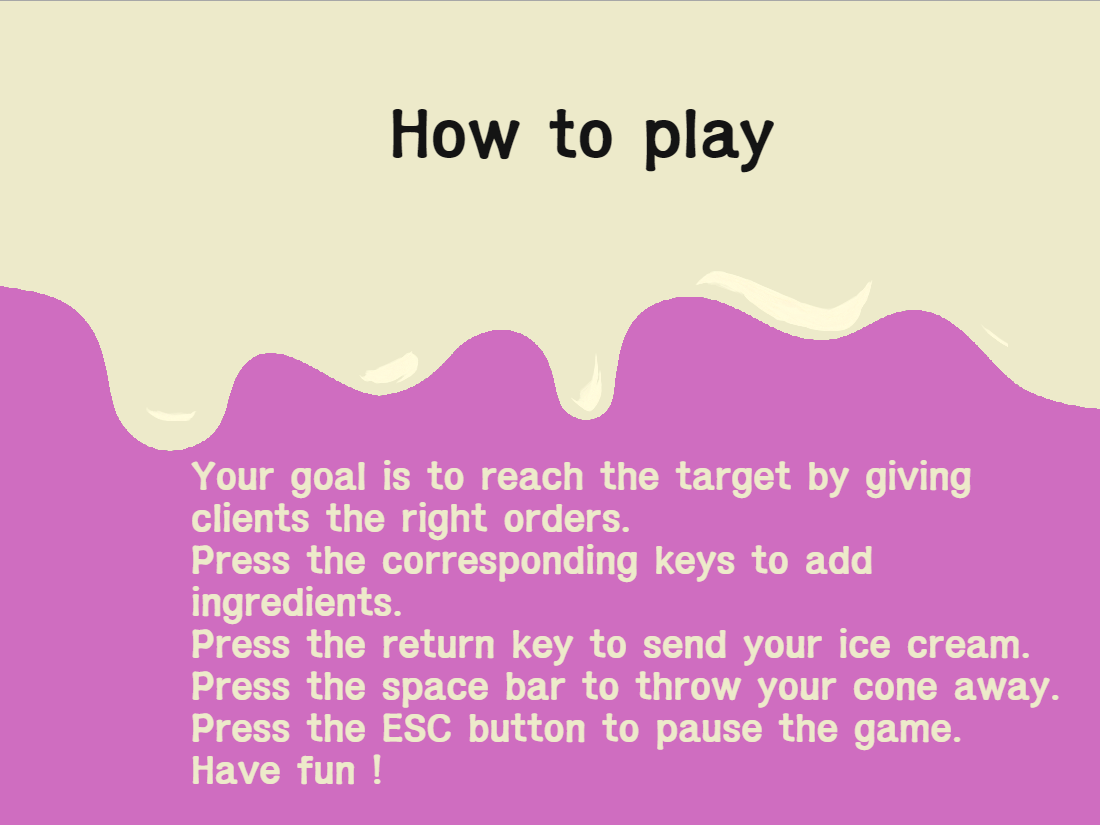 How to play
Your goal is to reach the target by giving
clients the right orders.
Press the corresponding keys to add
ingredients.
Press the return key to send your ice cream.
Press the space bar to throw your cone away.
Press the ESC button to pause the game.
Have fun !